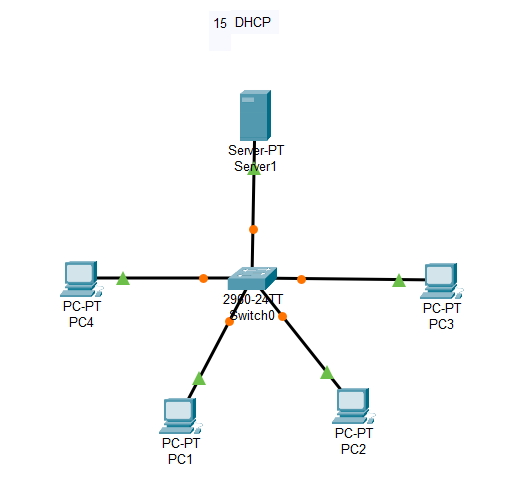 15 DHCP
Server-PT
Server1
2960-24TT
Switch0
PC-PT
PC4
PC-PT
PC3
PC-PT
PC1
PC-PT
PC2